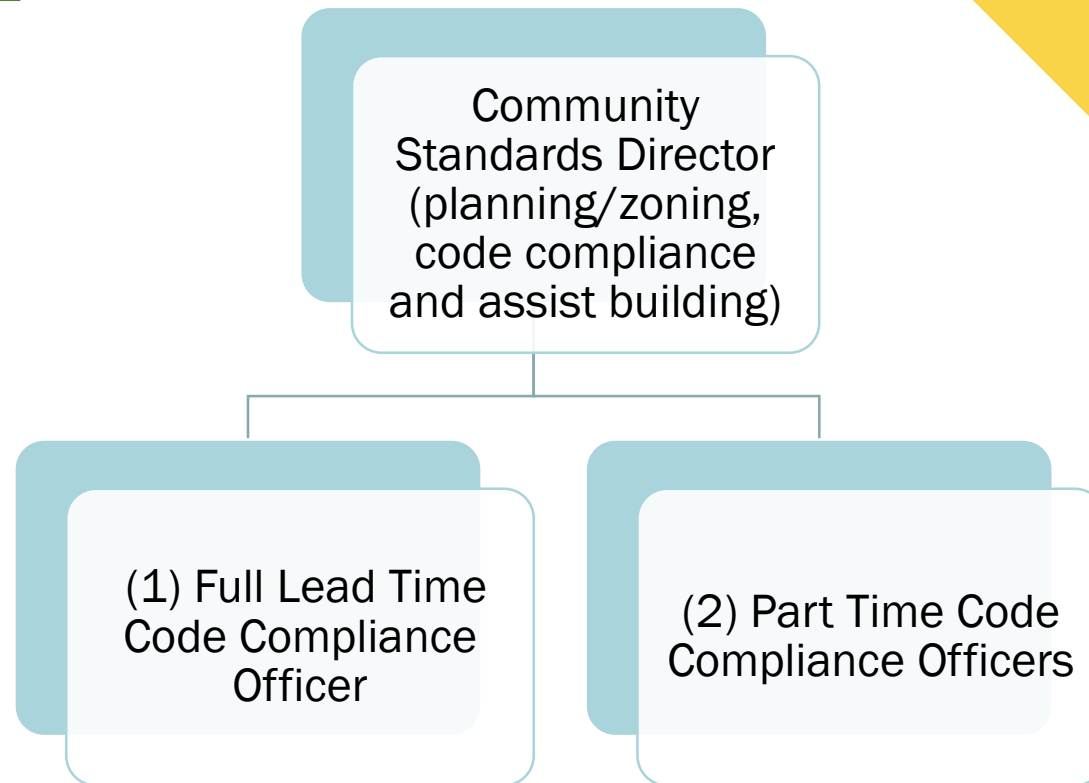 Community
Standards Director
(planning/zoning,
code compliance
and assist building)
(1) Full Lead Time
Code Compliance
Officer
(2) Part Time Code
Compliance Officers